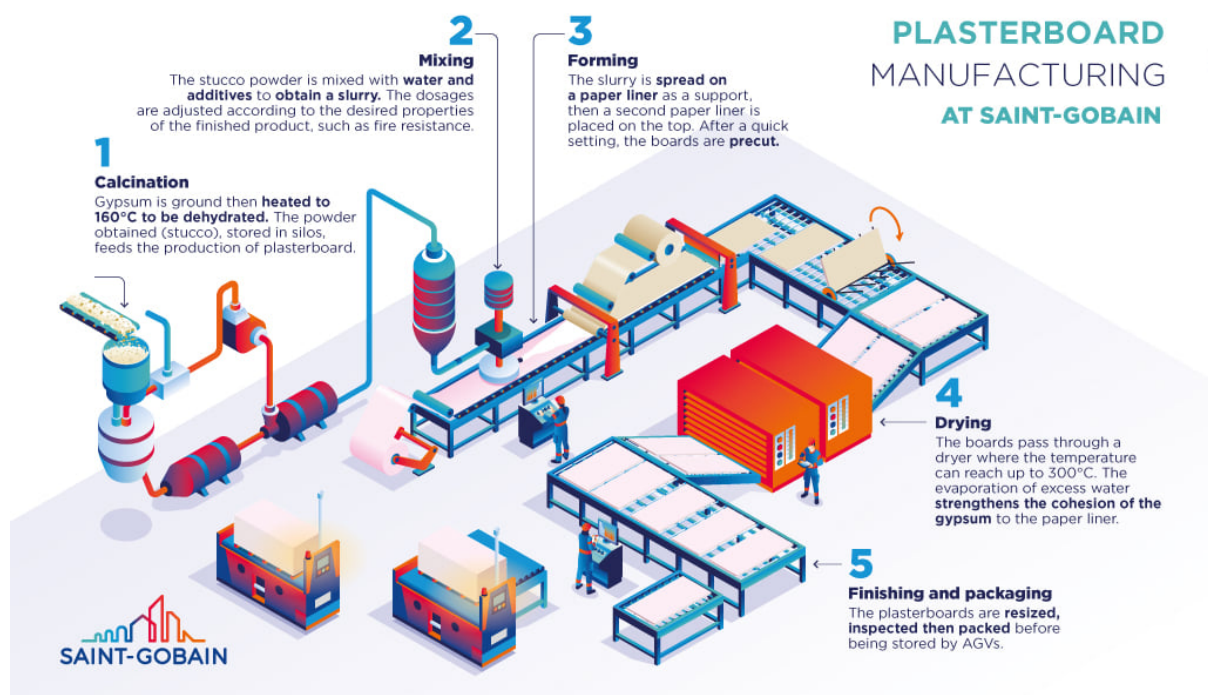 PLASTERBOARD
MANUFACTURING
AT SAINT-GOBAIN
1
Calcination
Gypsum is ground then heated to
160°C to be dehydrated. The powder
obtained (stucco), stored in silos,
feeds the production of plasterboard.
2
Mixing
The stucco powder is mixed with water and
additives to obtain a slurry. The dosages
are adjusted according to the desired properties
of the finished product, such as fire resistance.
3
Forming
The slurry is spread on
a paper liner as a support,
then a second paper liner is
placed on the top. After a quick
setting, the boards are precut.
4
Drying
The boards pass through a
dryer where the temperature
can reach up to 300°C. The
evaporation of excess water
strengthens the cohesion of the
gypsum to the paper liner.
5
Finishing and packaging
The plasterboards are resized,
inspected then packed before
being stored by AGVs.
SAINT-GOBAIN